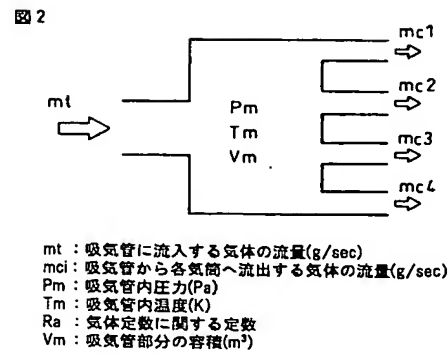 図2
mt
Pm
Tm
Vm
mc1
mc2
mc3
mc4
mt：吸気管に流入する気体の流量(g/sec)
mci：吸気管から各気筒へ流出する気体の流量(g/sec)
Pm：吸気管内圧力(Pa)
Tm：吸気管内温度(K)
Ra：気体定数に関する定数
Vm：吸気管部分の容積(m³)